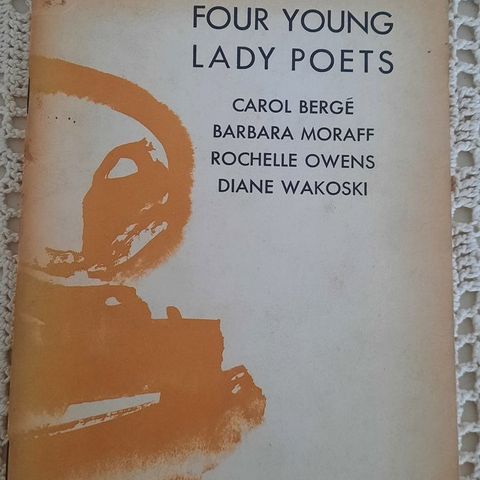 FOUR YOUNG
LADY POETS
CAROL BERGÉ
BARBARA MORAFF
ROCHELLE OWENS
DIANE WAKOSKI